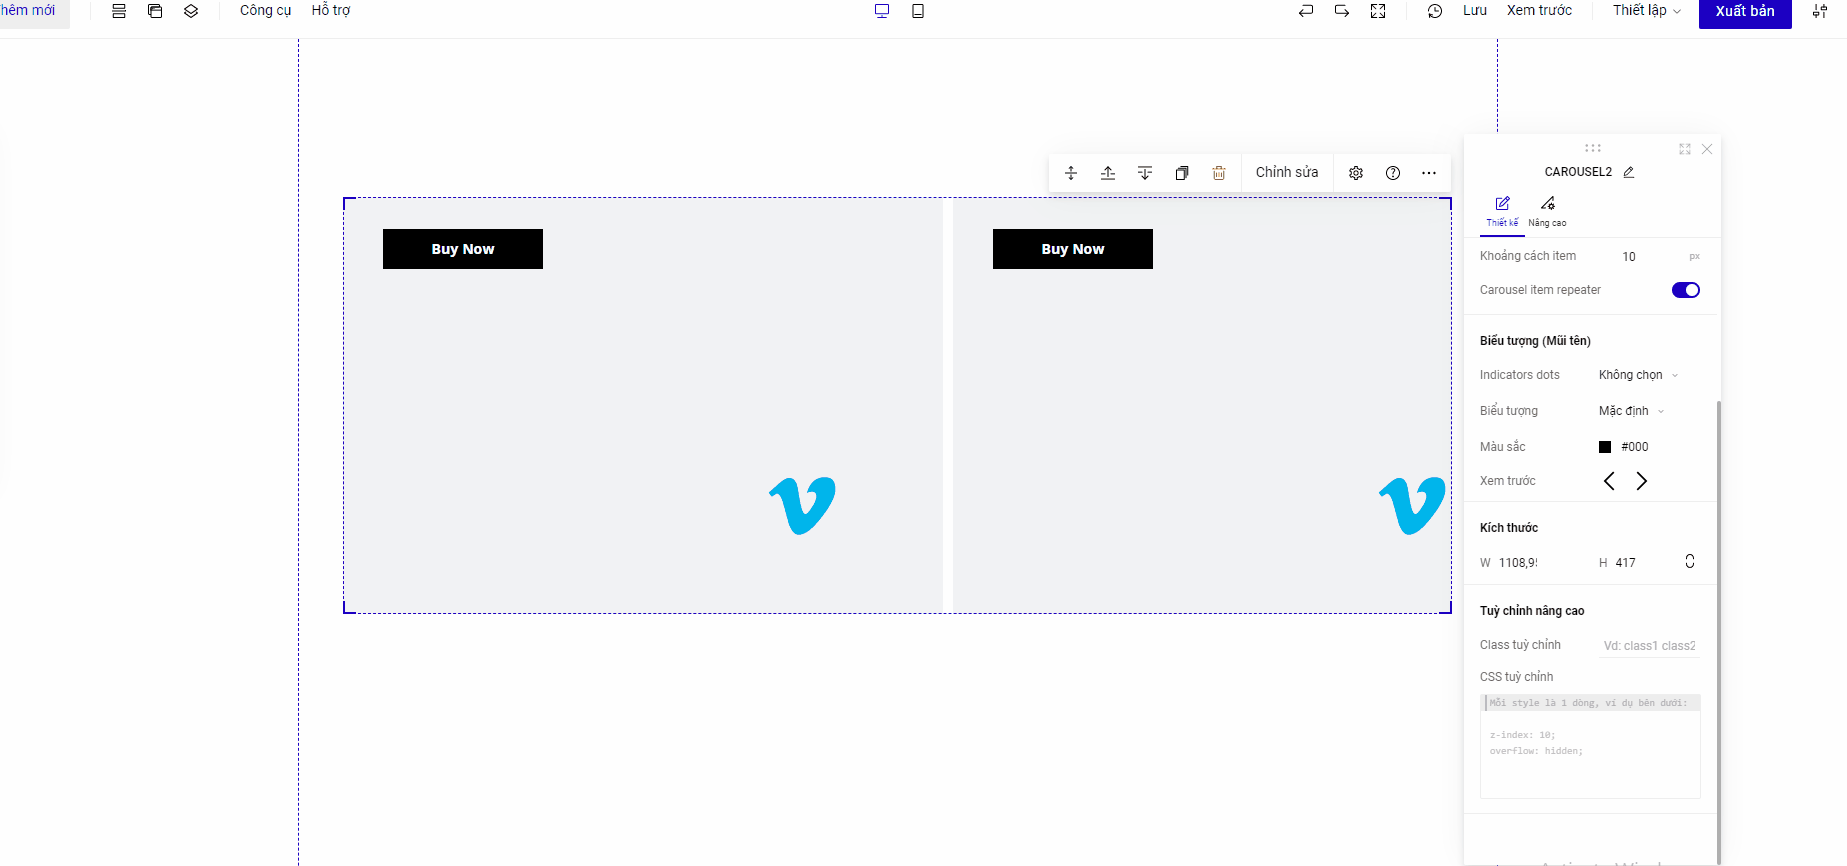 hêm mới
Công cụ
Hỗ trợ
Lưu
Xem trước
Thiết lập
Xuất bản
Chỉnh sửa
CAROUSEL2
Thiết kế
Nâng cao
Buy Now
Buy Now
Khoảng cách item 10 px
Carousel item repeater
Biểu tượng (Mũi tên)
Indicators dots Không chọn
Biểu tượng Mặc định
Màu sắc #000
Xem trước
Kích thước
W 1108,9 H 417
Tuỳ chỉnh nâng cao
Class tuỳ chỉnh Vd: class1 class2
CSS tuỳ chỉnh
Mỗi style là 1 dòng, ví dụ bên dưới:
z-index: 10;
overflow: hidden;